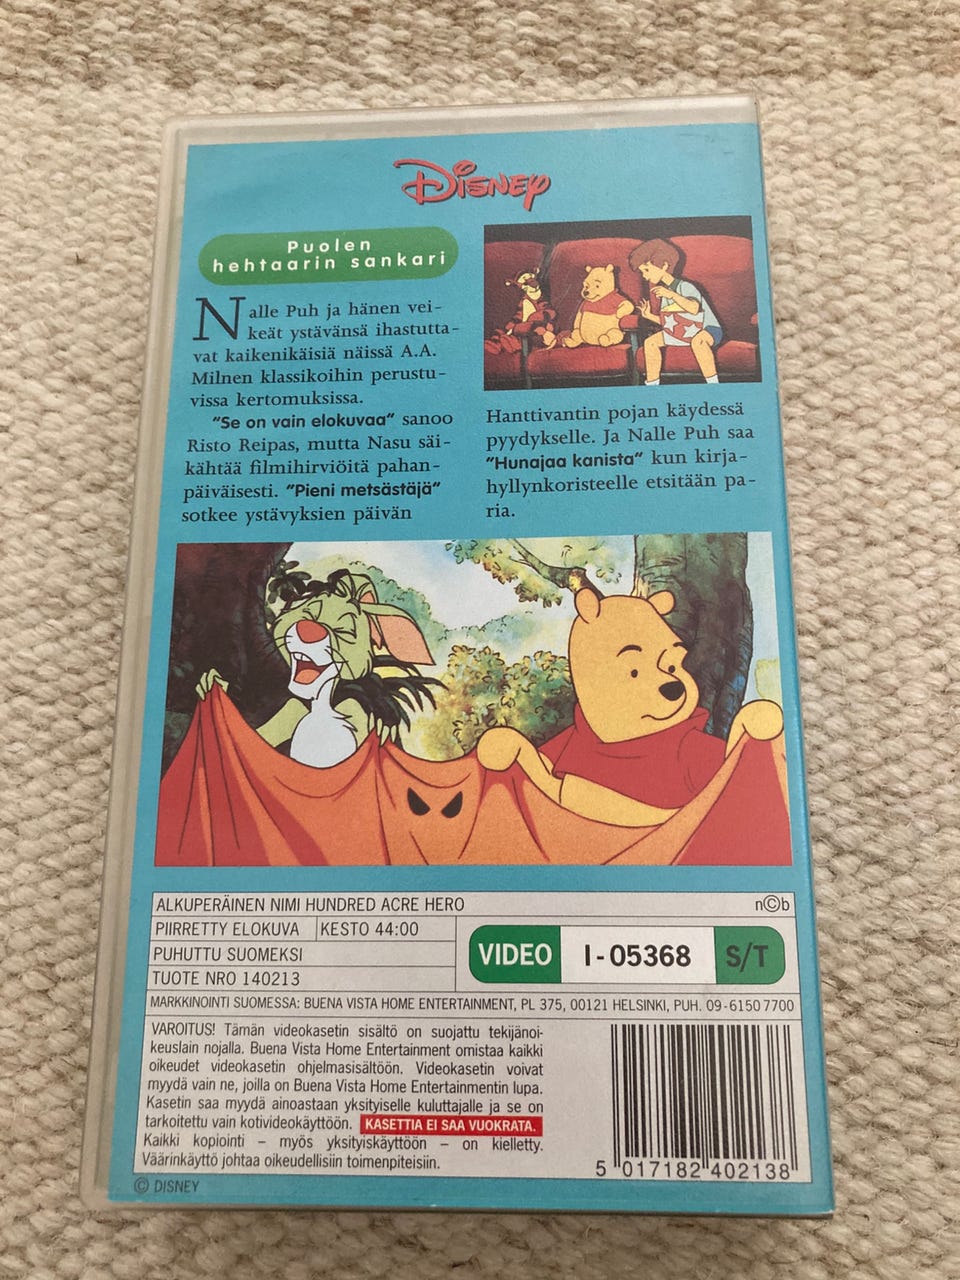 Disney
Puolen
hehtaarin sankari
Nalle Puh ja hänen vei-
keät ystävänsä ihastutta-
vat kaikenikäisiä näissä A.A.
Milnen klassikoihin perustu-
vissa kertomuksissa.
"Se on vain elokuvaa" sanoo
Risto Reipas, mutta Nasu säi-
kähtää filmihirviöitä pahan-
päiväisesti. "Pieni metsästäjä"
sotkee ystävyksien päivän
Hanttivantin pojan käydessä
pyydykselle. Ja Nalle Puh saa
"Hunajaa kanista" kun kirja-
hyllynkoristeelle etsitään pa-
ria.
ALKUPERÄINEN NIMI HUNDRED ACRE HERO
n©b
PIIRRETTY ELOKUVA KESTO 44:00
PUHUTTU SUOMEKSI
TUOTE NRO 140213
VIDEO I-05368 S/T
MARKKINOINTI SUOMESSA: BUENA VISTA HOME ENTERTAINMENT, PL 375, 00121 HELSINKI, PUH. 09-6150 7700
VAROITUS! Tämän videokasetin sisältö on suojattu tekijänoi-
keuslain nojalla. Buena Vista Home Entertainment omistaa kaikki
oikeudet videokasetin ohjelmasisältöön. Videokasetin voivat
myydä vain ne, joilla on Buena Vista Home Entertainmentin lupa.
Kasetin saa myydä ainoastaan yksityiselle kuluttajalle ja se on
tarkoitettu vain kotivideokäyttöön. KASETTIA EI SAA VUOKRATA.
Kaikki kopiointi – myös yksityiskäyttöön – on kielletty.
Väärinkäyttö johtaa oikeudellisiin toimenpiteisiin.
5 017182 402138
© DISNEY